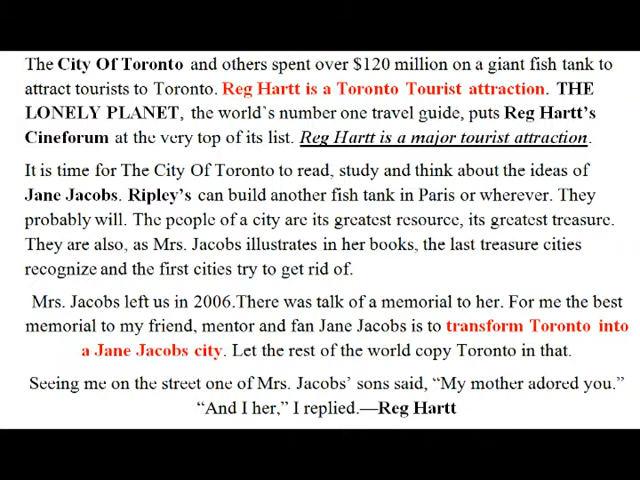 The City Of Toronto and others spent over $120 million on a giant fish tank to
attract tourists to Toronto. Reg Hartt is a Toronto Tourist attraction. THE
LONELY PLANET, the world`s number one travel guide, puts Reg Hartt’s
Cineforum at the very top of its list. Reg Hartt is a major tourist attraction.
It is time for The City Of Toronto to read, study and think about the ideas of
Jane Jacobs. Ripley’s can build another fish tank in Paris or wherever. They
probably will. The people of a city are its greatest resource, its greatest treasure.
They are also, as Mrs. Jacobs illustrates in her books, the last treasure cities
recognize and the first cities try to get rid of.
Mrs. Jacobs left us in 2006.There was talk of a memorial to her. For me the best
memorial to my friend, mentor and fan Jane Jacobs is to transform Toronto into
a Jane Jacobs city. Let the rest of the world copy Toronto in that.
Seeing me on the street one of Mrs. Jacobs’ sons said, “My mother adored you.”
“And I her,” I replied.—Reg Hartt